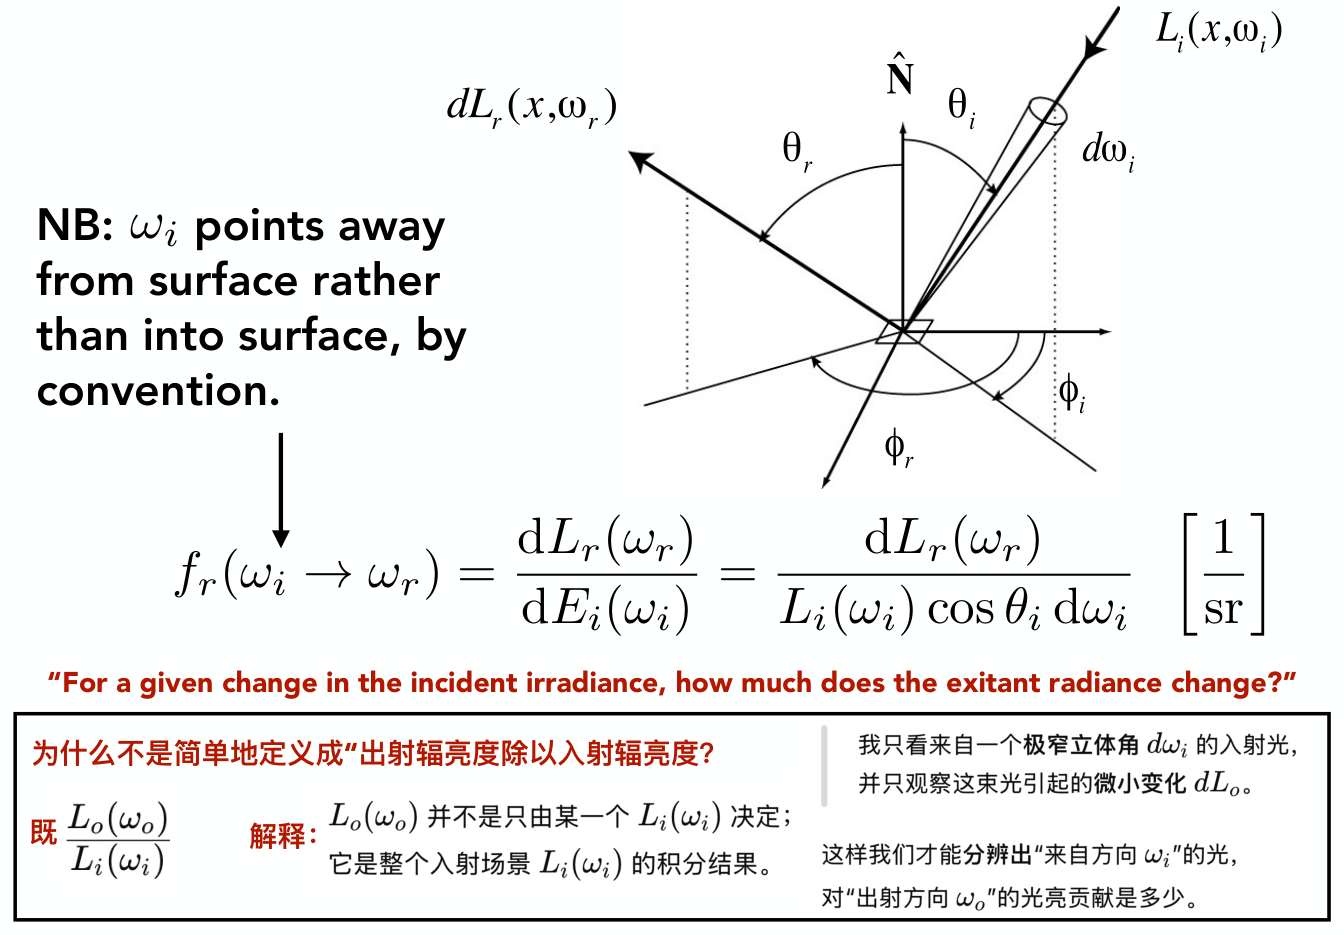 L_i(x,ω_i)
N̂
θ_i
dL_r(x,ω_r)
θ_r
dω_i
NB: ω_i points away
from surface rather
than into surface, by
convention.
ϕ_i
ϕ_r
f_r(ω_i → ω_r) = dL_r(ω_r) / dE_i(ω_i) = dL_r(ω_r) / L_i(ω_i) cos θ_i dω_i [1/sr]
“For a given change in the incident irradiance, how much does the exitant radiance change?”
为什么不是简单地定义成“出射辐亮度除以入射辐亮度?
既 L_o(ω_o) / L_i(ω_i)
解释:
L_o(ω_o) 并不是只由某一个 L_i(ω_i) 决定;
它是整个入射场景 L_i(ω_i) 的积分结果。
我只看来自一个极窄立体角 dω_i 的入射光,
并只观察这束光引起的微小变化 dL_o。
这样我们才能分辨出“来自方向 ω_i”的光,
对“出射方向 ω_o”的光亮贡献是多少。